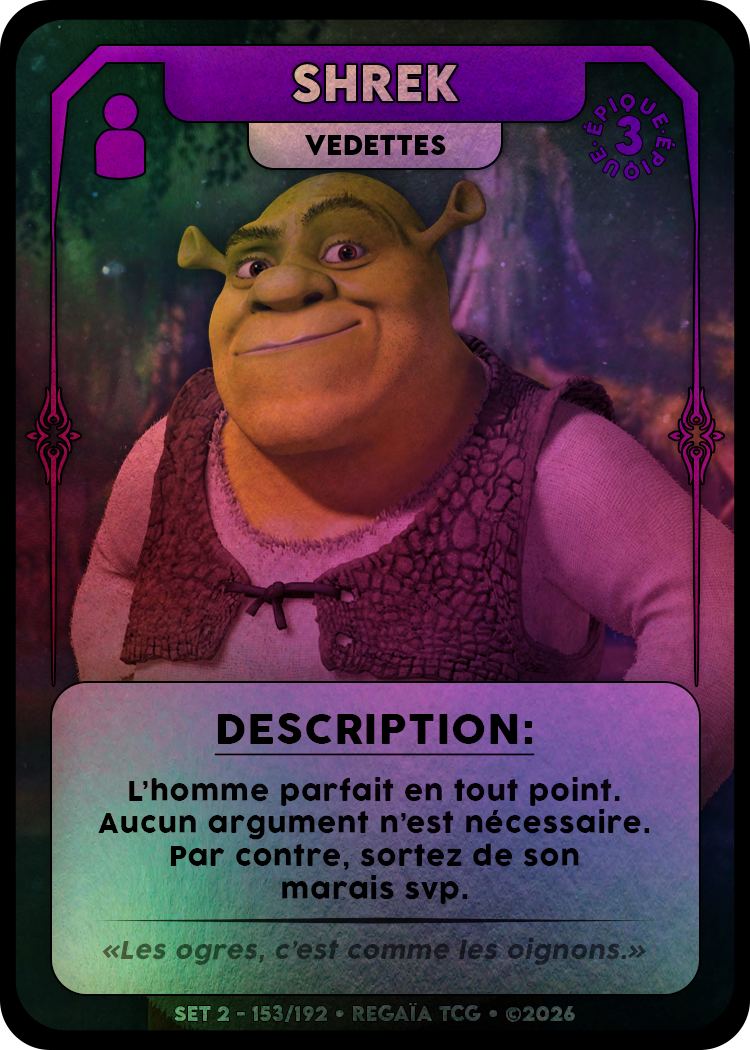 SHREK
VEDETTES
·ÉPIQUE·ÉPIQUE
3
DESCRIPTION:
L'homme parfait en tout point.
Aucun argument n'est nécessaire.
Par contre, sortez de son
marais svp.
«Les ogres, c'est comme les oignons.»
SET 2 - 153/192 • REGAÏA TCG • ©2026